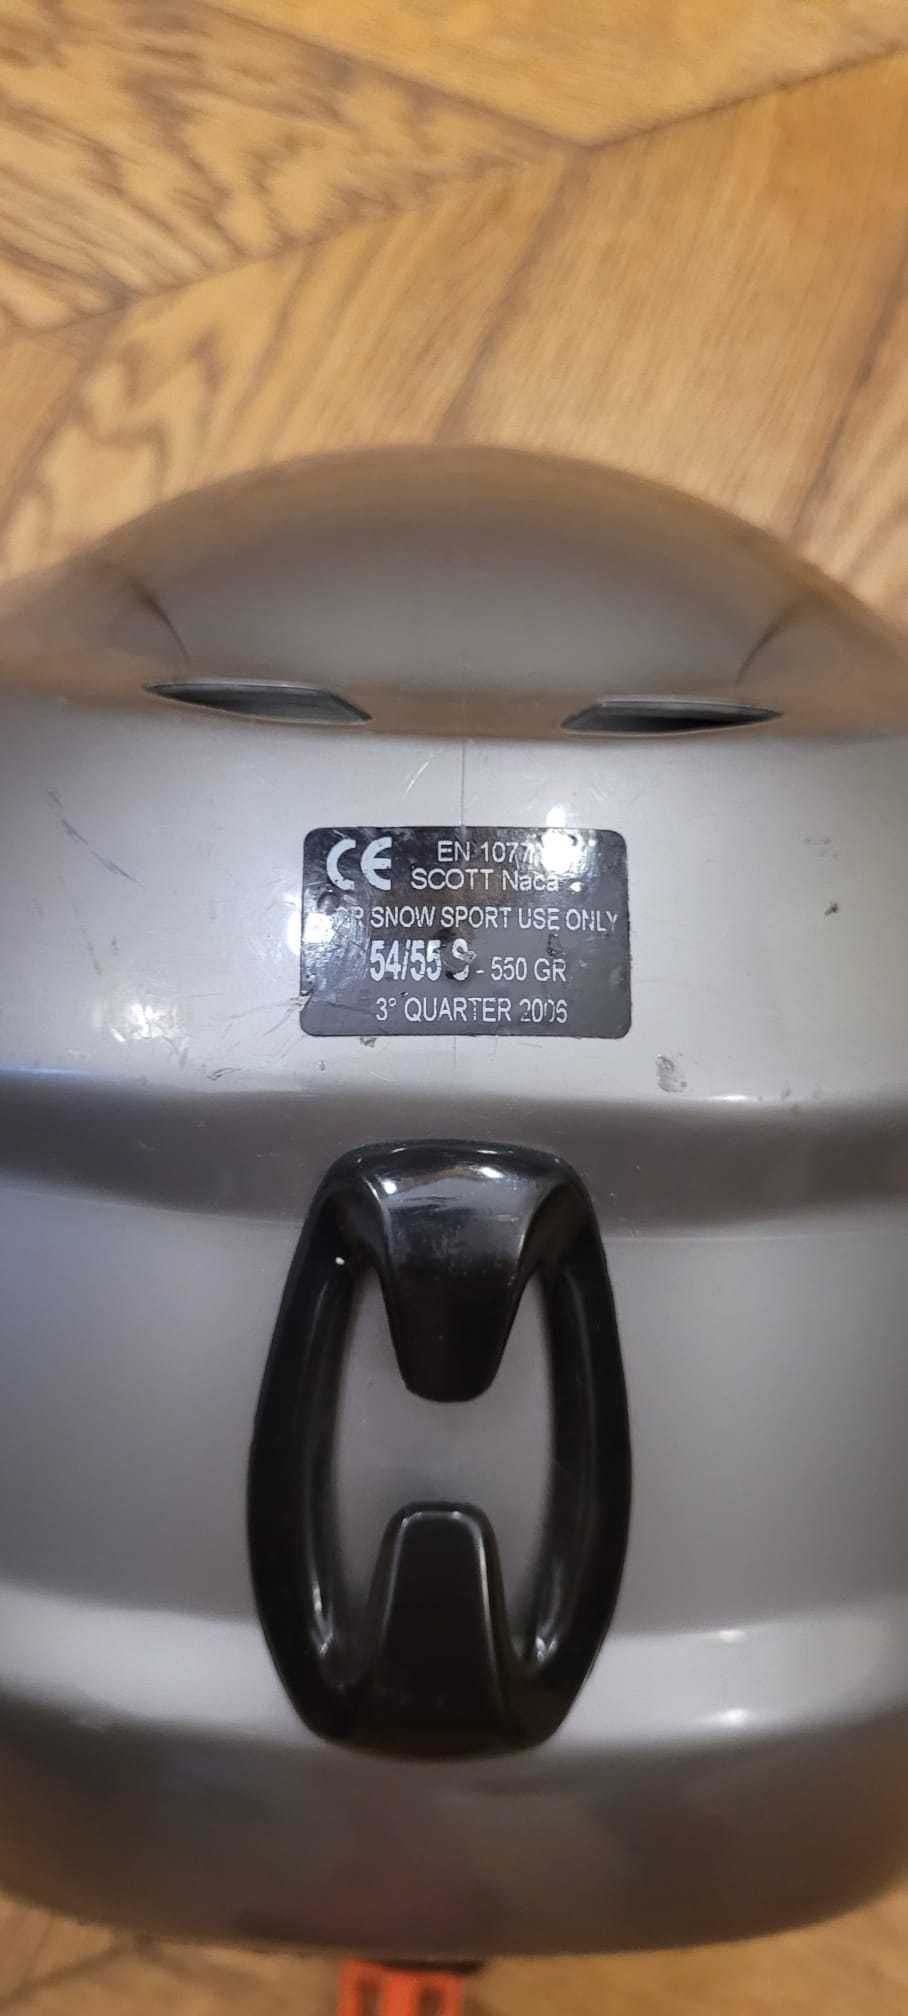 CE EN 1077
SCOTT Naca
SNOW SPORT USE ONLY
54/55 S - 550 GR
3° QUARTER 2006